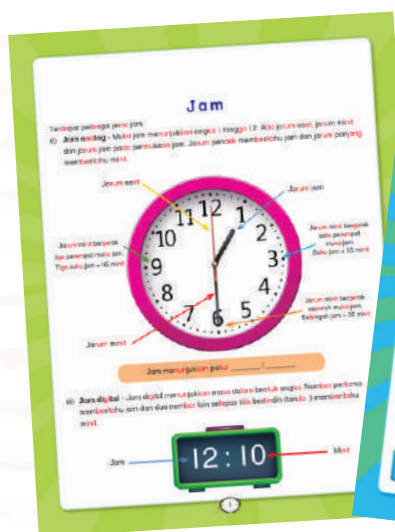 Jam
Terdapat pelbagai jenis jam.
(i) Jam analog - Muka jam menunjukkan angka 1 hingga 12. Ada jarum saat, jarum minit
dan jarum jam pada permukaan jam. Jarum pendek memberitahu jam dan jarum panjang
memberitahu minit.
Jarum saat
Jarum jam
12
11
1
10
2
9
3
8
4
7
6
5
Jarum minit bergerak
tiga perempat muka jam.
Tiga suku jam = 45 minit
Jarum minit bergerak
satu perempat
muka jam.
Suku jam = 15 minit
Jarum minit bergerak
separuh muka jam.
Setengah jam = 30 minit
Jarum minit
Jam menunjukkan pukul ______ : ______
(ii) Jam digital - Jam digital menunjukkan masa dalam bentuk angka. Nombor pertama
memberitahu jam dan dua nombor lain selepas titik bertindih (tanda :) memberitahu
minit.
Jam
12:10
Minit
1